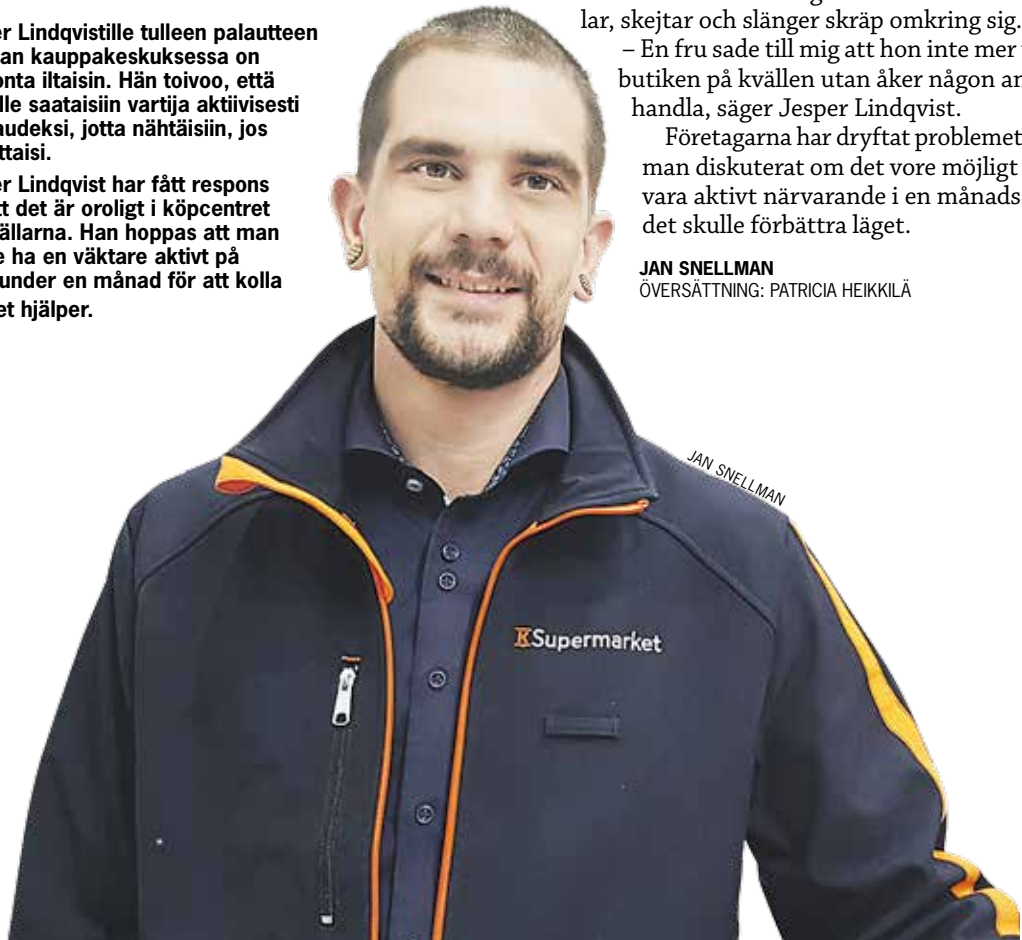 er Lindqvistille tulleen palautteen
an kauppakeskuksessa on
onta iltaisin. Hän toivoo, että
lle saataisiin vartija aktiivisesti
audeksi, jotta nähtäisiin, jos
ttaisi.
er Lindqvist har fått respons
tt det är oroligt i köpcentret
ällarna. Han hoppas att man
e ha en väktare aktivt på
under en månad för att kolla
et hjälper.
lar, skejtar och slänger skräp omkring sig.
– En fru sade till mig att hon inte mer
butiken på kvällen utan åker någon an
handla, säger Jesper Lindqvist.
Företagarna har dryftat problemet
man diskuterat om det vore möjligt
vara aktivt närvarande i en månads
det skulle förbättra läget.
JAN SNELLMAN
ÖVERSÄTTNING: PATRICIA HEIKKILÄ
JAN SNELLMAN
K Supermarket